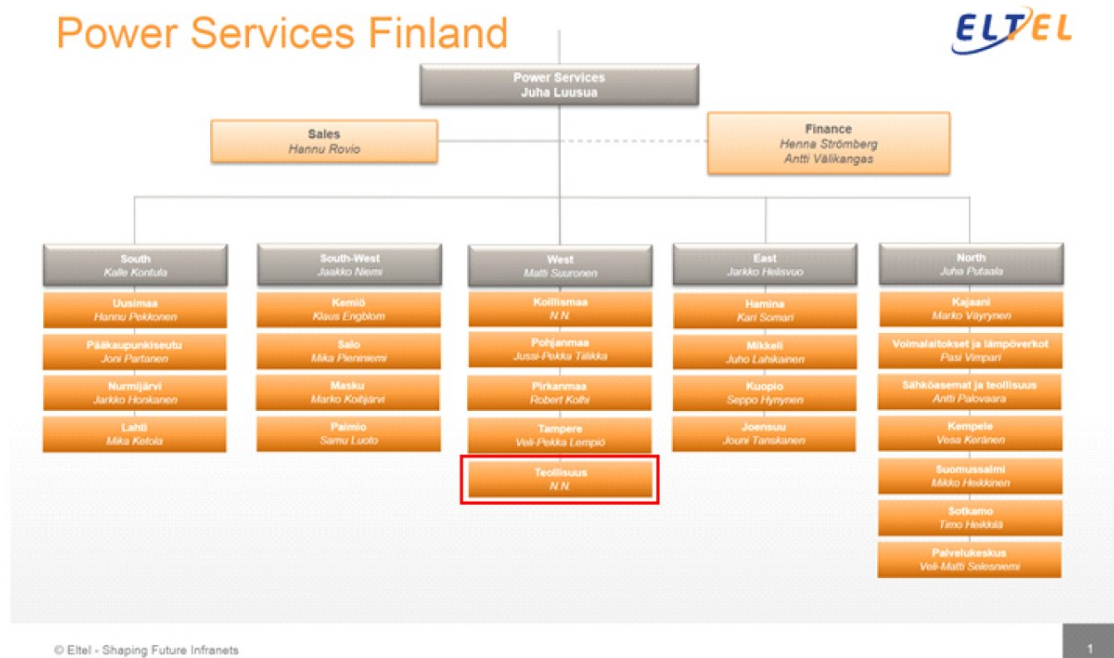 Power Services Finland
ELTEL
Power Services
Juha Luusua
Sales
Hannu Rovio
Finance
Henna Strömberg
Antti Välikangas
South
Kalle Kontula
Uusimaa
Hannu Pekkonen
Pääkaupunkiseutu
Joni Partanen
Nurmijärvi
Jarkko Honkanen
Lahti
Mika Ketola
South-West
Jaakko Niemi
Kemiö
Klaus Engblom
Salo
Mika Pieniniemi
Masku
Marko Koitjärvi
Paimio
Samu Luoto
West
Matti Suuronen
Koillismaa
N.N.
Pohjanmaa
Jussi-Pekka
Pirkanmaa
Robert
Tampere
Veli-Pekka Lempiö
Teollisuus
N.N.
East
Jarkko Helisvuo
Hamina
Kari Somari
Mikkeli
Juho Lahikainen
Kuopio
Seppo Hynynen
Joensuu
Jouni Tanskanen
North
Juha Putaala
Kajaani
Marko Väyrynen
Voimalaitokset ja lämpöverkot
Pasi Vimpari
Sähköasemat ja teollisuus
Antti Palovaara
Kempele
Vesa Keränen
Suomussalmi
Mikko Heikkinen
Sotkamo
Timo Heikkilä
Palvelukeskus
Veli-Matti Selesniemi
© Eltel - Shaping Future Infranets
1